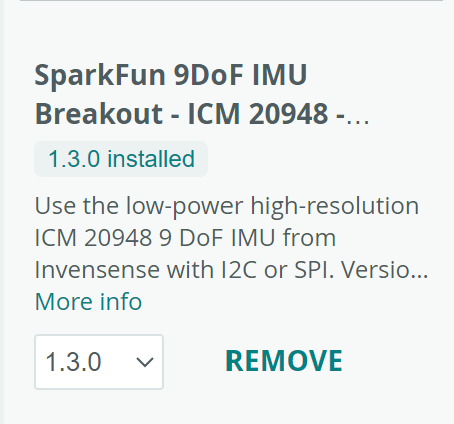 SparkFun 9DoF IMU
Breakout - ICM 20948 -...
1.3.0 installed
Use the low-power high-resolution
ICM 20948 9 DoF IMU from
Invensense with I2C or SPI. Versio...
More info
1.3.0
REMOVE